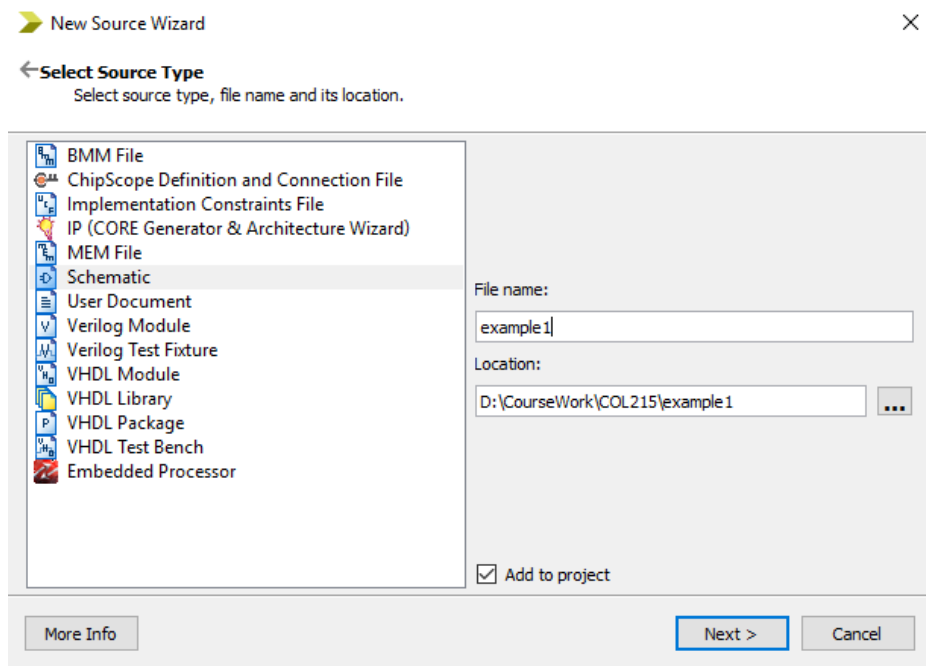 New Source Wizard
Select Source Type
Select source type, file name and its location.
BMM File
ChipScope Definition and Connection File
Implementation Constraints File
IP (CORE Generator & Architecture Wizard)
MEM File
Schematic
User Document
Verilog Module
Verilog Test Fixture
VHDL Module
VHDL Library
VHDL Package
VHDL Test Bench
Embedded Processor
File name:
example1
Location:
D:\CourseWork\COL215\example1
...
Add to project
More Info
Next >
Cancel